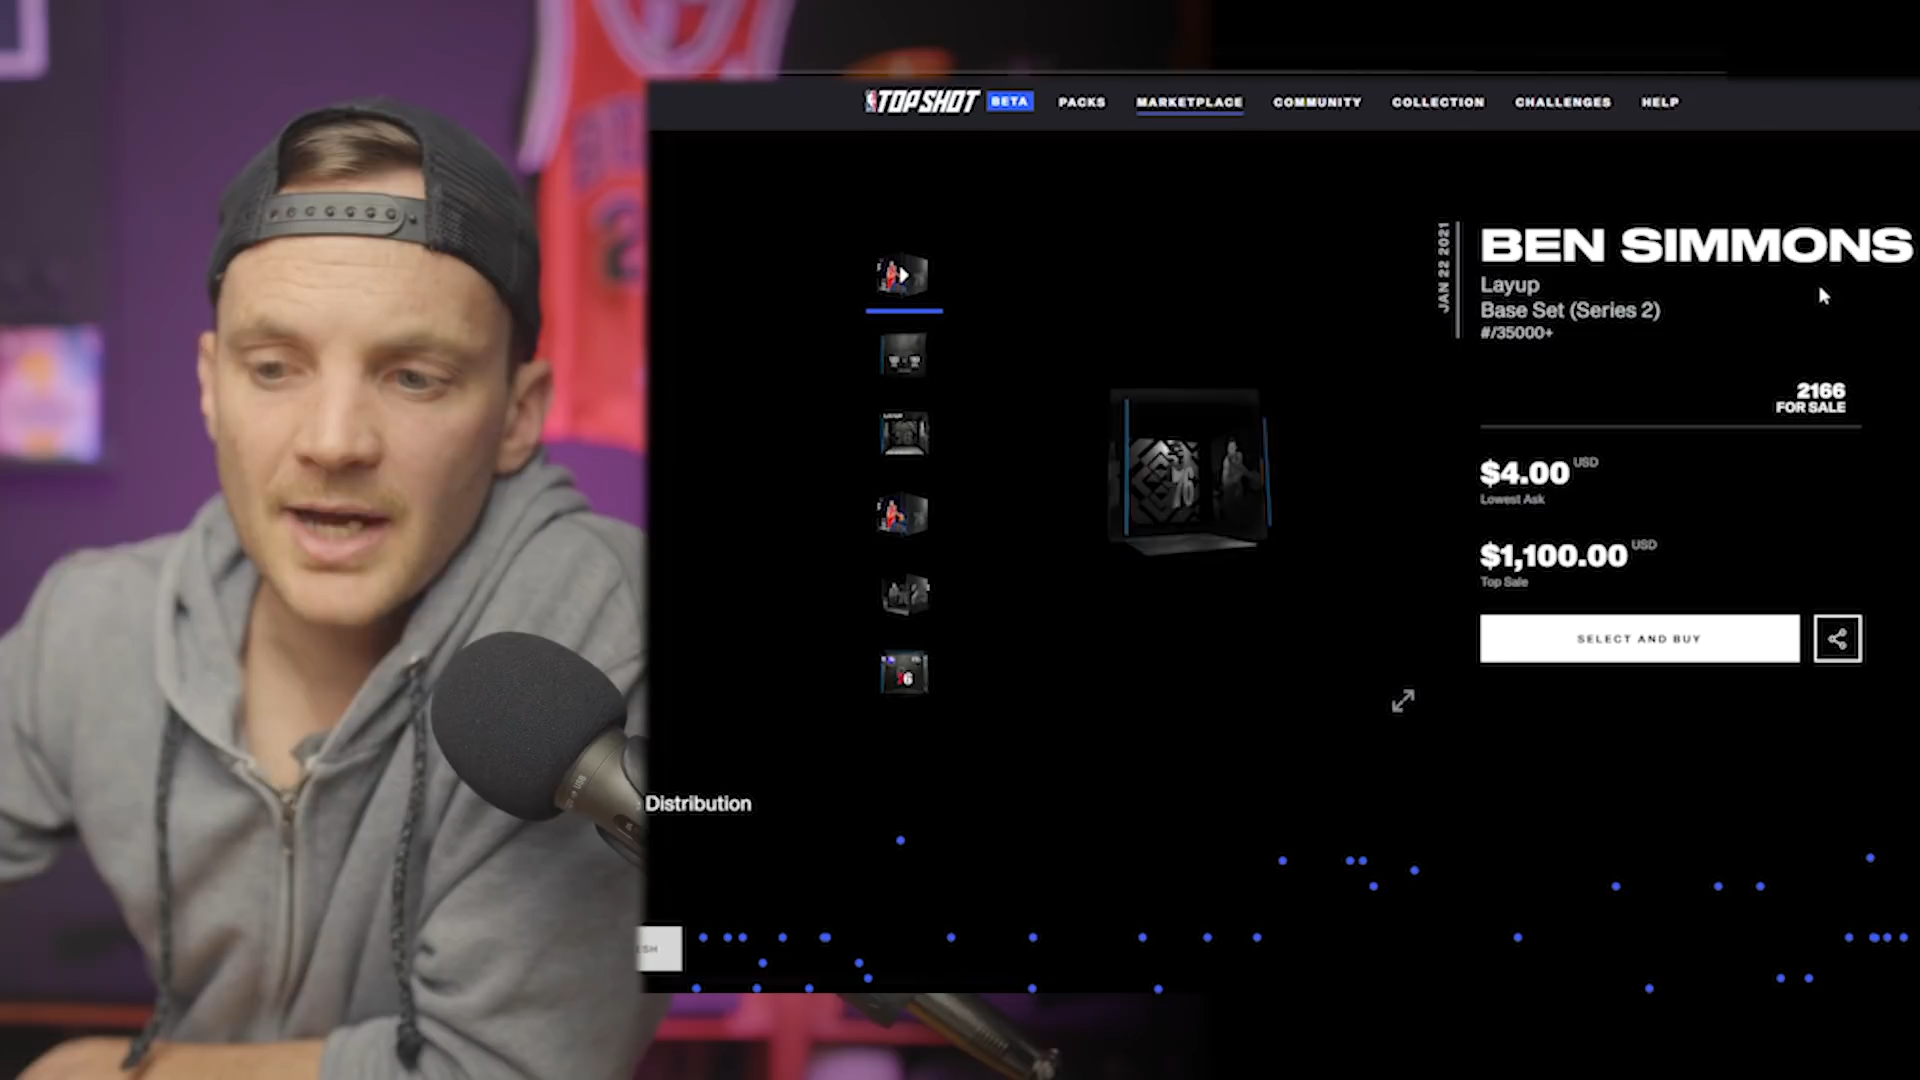 TOP SHOT BETA PACKS MARKETPLACE COMMUNITY COLLECTION CHALLENGES HELP
JAN 22 2021
BEN SIMMONS
Layup
Base Set (Series 2)
#/35000+
2166
FOR SALE
$4.00 USD
Lowest Ask
$1,100.00 USD
Top Sale
SELECT AND BUY
Distribution
USB